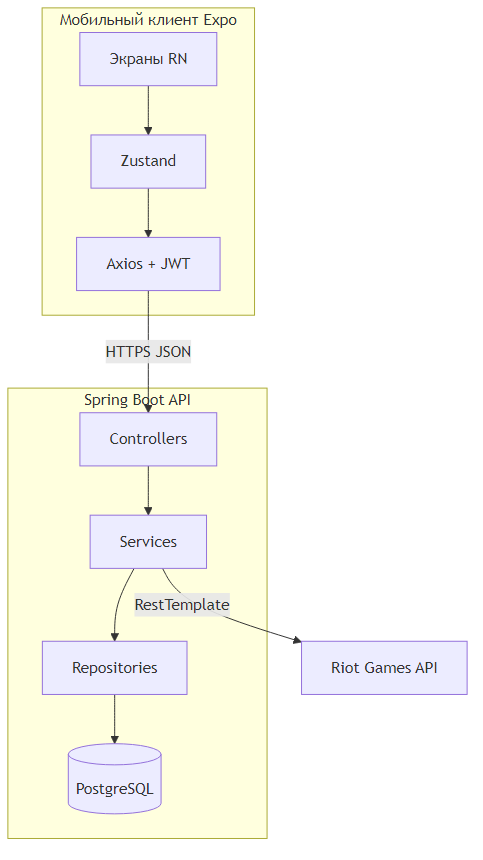 Мобильный клиент Expo
Экраны RN
Zustand
Axios + JWT
HTTPS JSON
Spring Boot API
Controllers
Services
RestTemplate
Repositories
Riot Games API
PostgreSQL